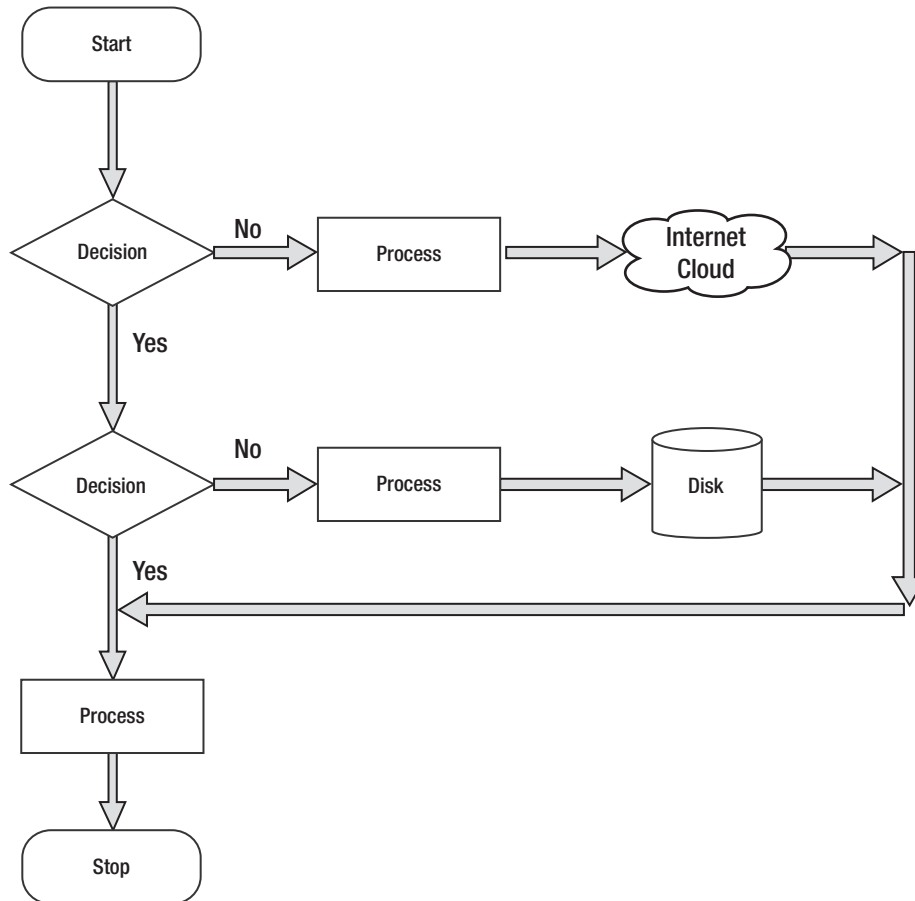 Start
No
Decision
Process
Internet
Cloud
Yes
No
Decision
Process
Disk
Yes
Process
Stop